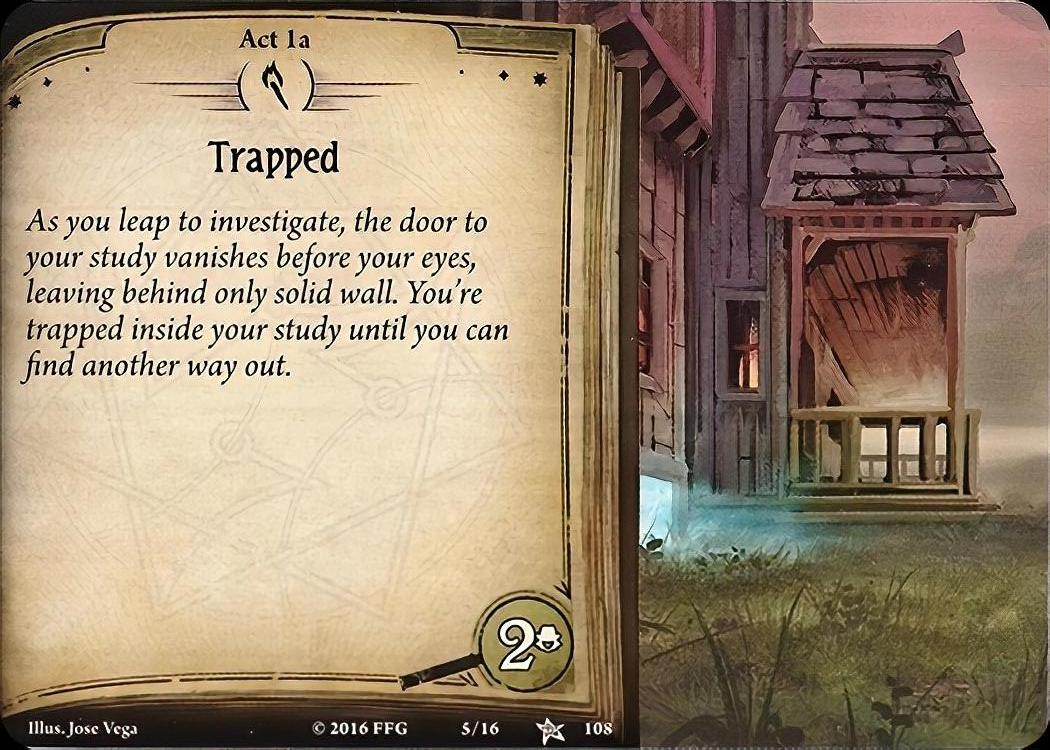 Act 1a
Trapped
As you leap to investigate, the door to
your study vanishes before your eyes,
leaving behind only solid wall. You're
trapped inside your study until you can
find another way out.
2
Illus. Jose Vega
© 2016 FFG
5/16
108